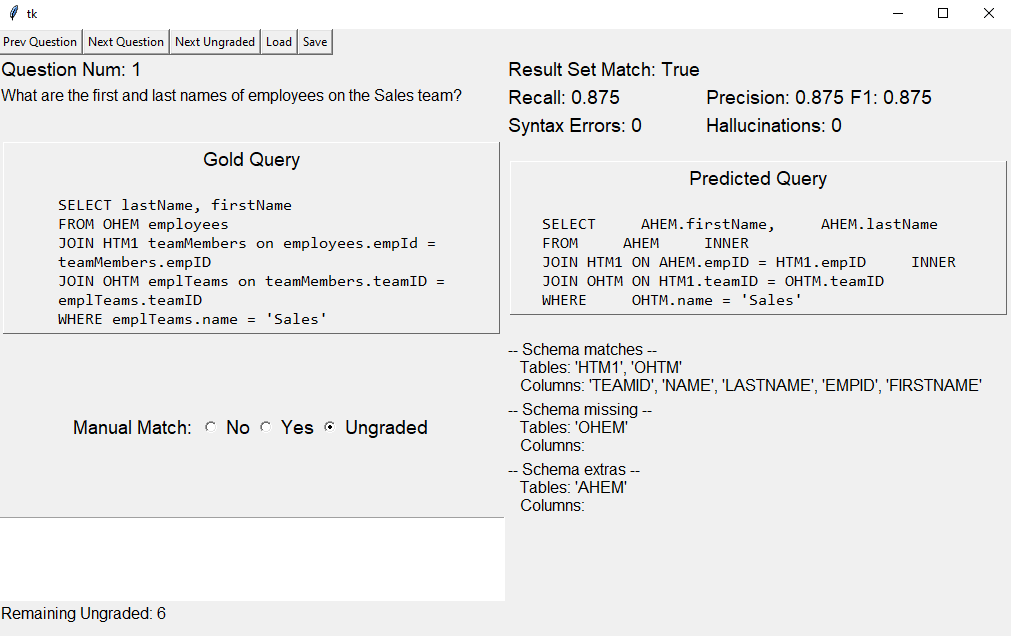 tk
Prev Question Next Question Next Ungraded Load Save
Question Num: 1
What are the first and last names of employees on the Sales team?
Gold Query
SELECT lastName, firstName
FROM OHEM employees
JOIN HTM1 teamMembers on employees.empId =
teamMembers.empID
JOIN OHTM emplTeams on teamMembers.teamID =
emplTeams.teamID
WHERE emplTeams.name = 'Sales'
Manual Match: No Yes Ungraded
Remaining Ungraded: 6
Result Set Match: True
Recall: 0.875 Precision: 0.875 F1: 0.875
Syntax Errors: 0 Hallucinations: 0
Predicted Query
SELECT     AHEM.firstName,     AHEM.lastName
FROM     AHEM     INNER
JOIN HTM1 ON AHEM.empID = HTM1.empID     INNER
JOIN OHTM ON HTM1.teamID = OHTM.teamID
WHERE     OHTM.name = 'Sales'
-- Schema matches --
Tables: 'HTM1', 'OHTM'
Columns: 'TEAMID', 'NAME', 'LASTNAME', 'EMPID', 'FIRSTNAME'
-- Schema missing --
Tables: 'OHEM'
Columns:
-- Schema extras --
Tables: 'AHEM'
Columns: